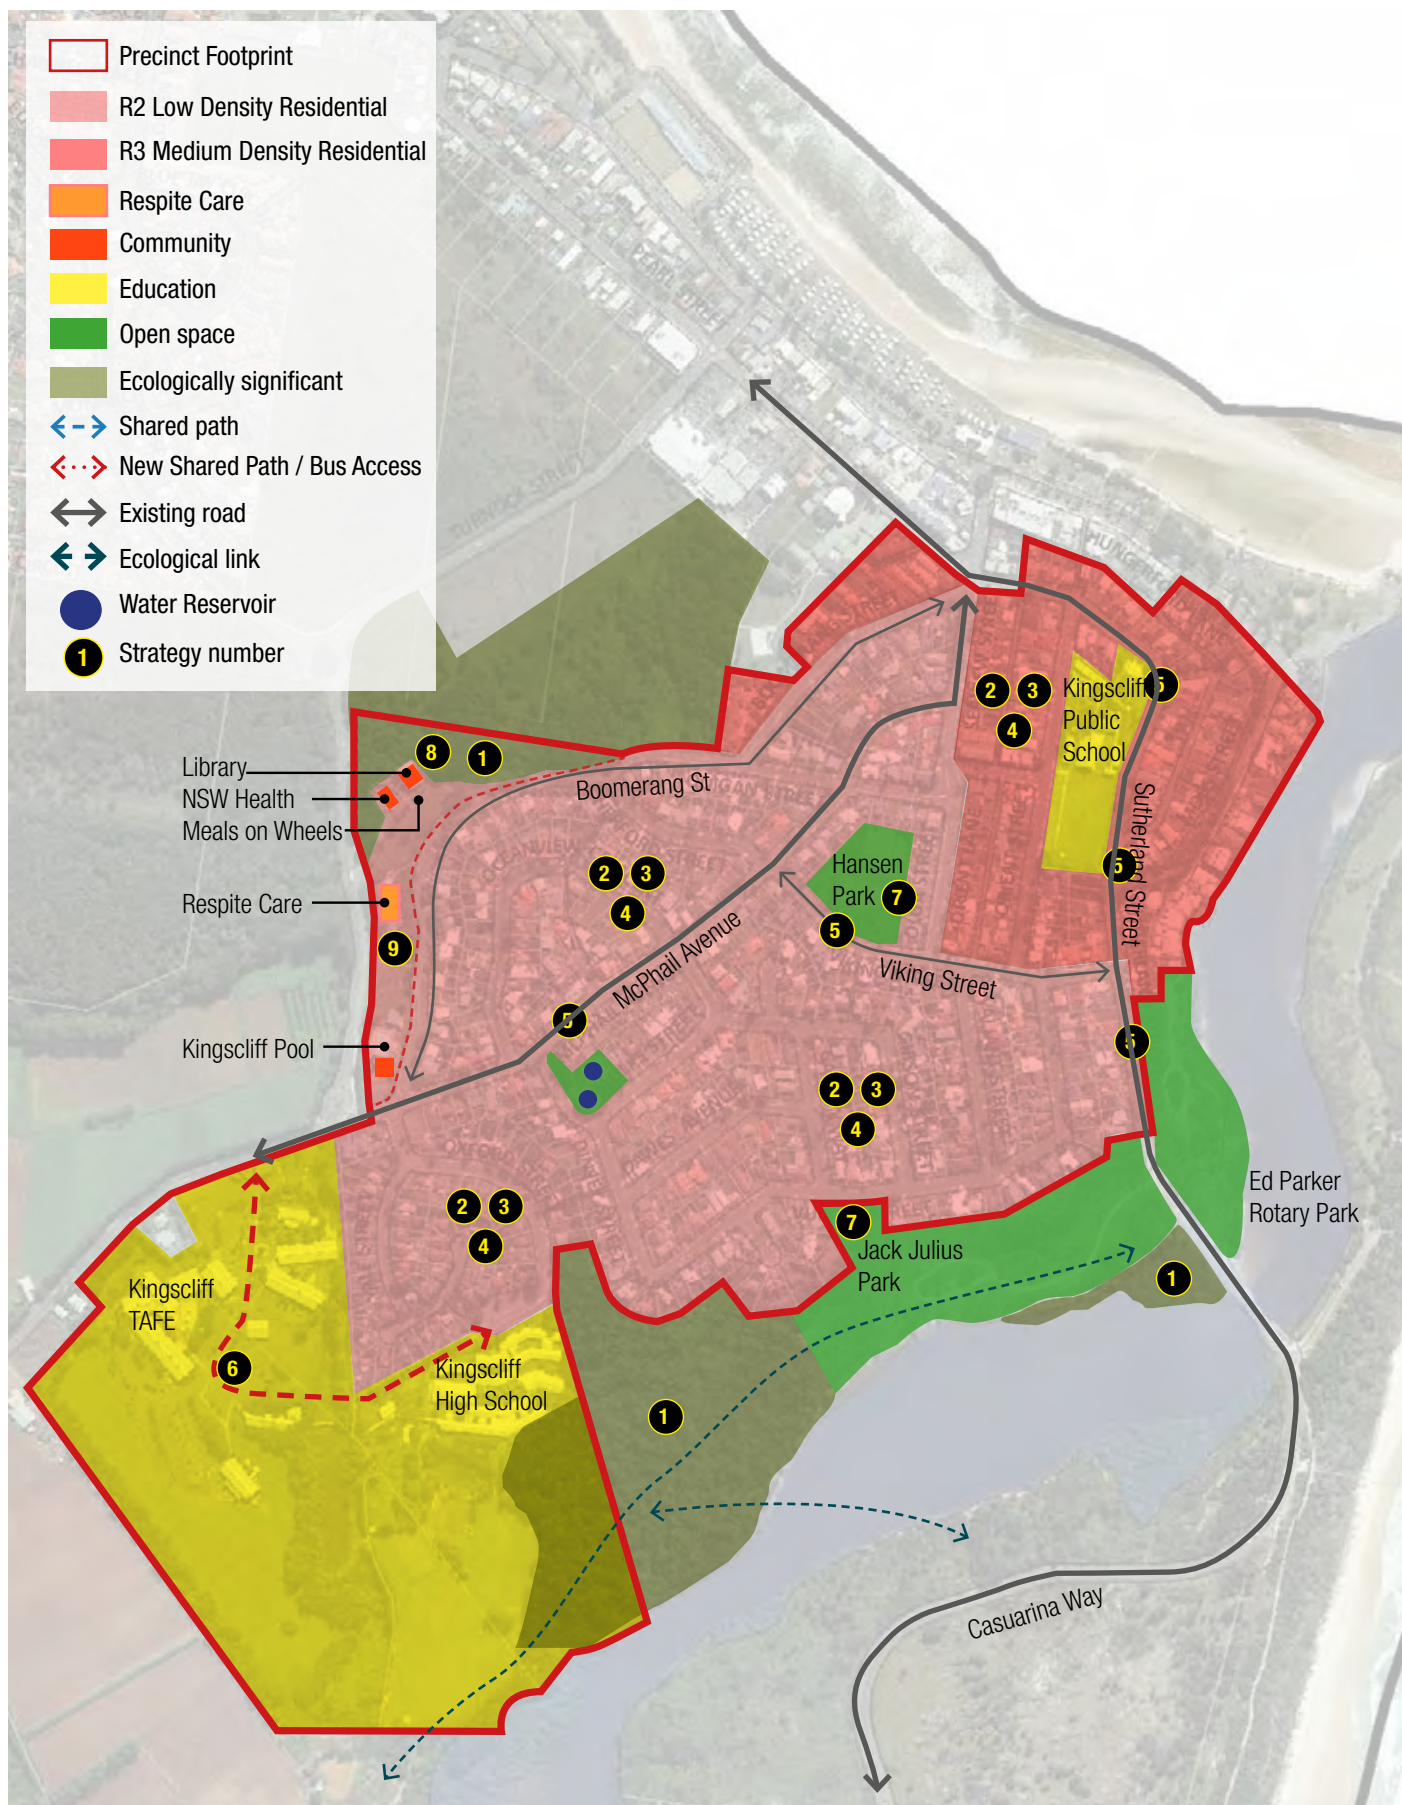 Precinct Footprint
R2 Low Density Residential
R3 Medium Density Residential
Respite Care
Community
Education
Open space
Ecologically significant
Shared path
New Shared Path / Bus Access
Existing road
Ecological link
Water Reservoir
1 Strategy number
PEARL STREET
TURNOCK STREET
HUNGERFORD
2 3
4
Kingscliff
Public
School
5
8 1
Library
NSW Health
Meals on Wheels
Boomerang St
Sutherland Street
2 3
4
Hansen
Park 7
5
5
Respite Care
9
McPhail Avenue
Viking Street
5
5
Kingscliff Pool
2 3
4
2 3
4
7
Jack Julius
Park
Ed Parker
Rotary Park
1
Kingscliff
TAFE
6
Kingscliff
High School
1
Casuarina Way